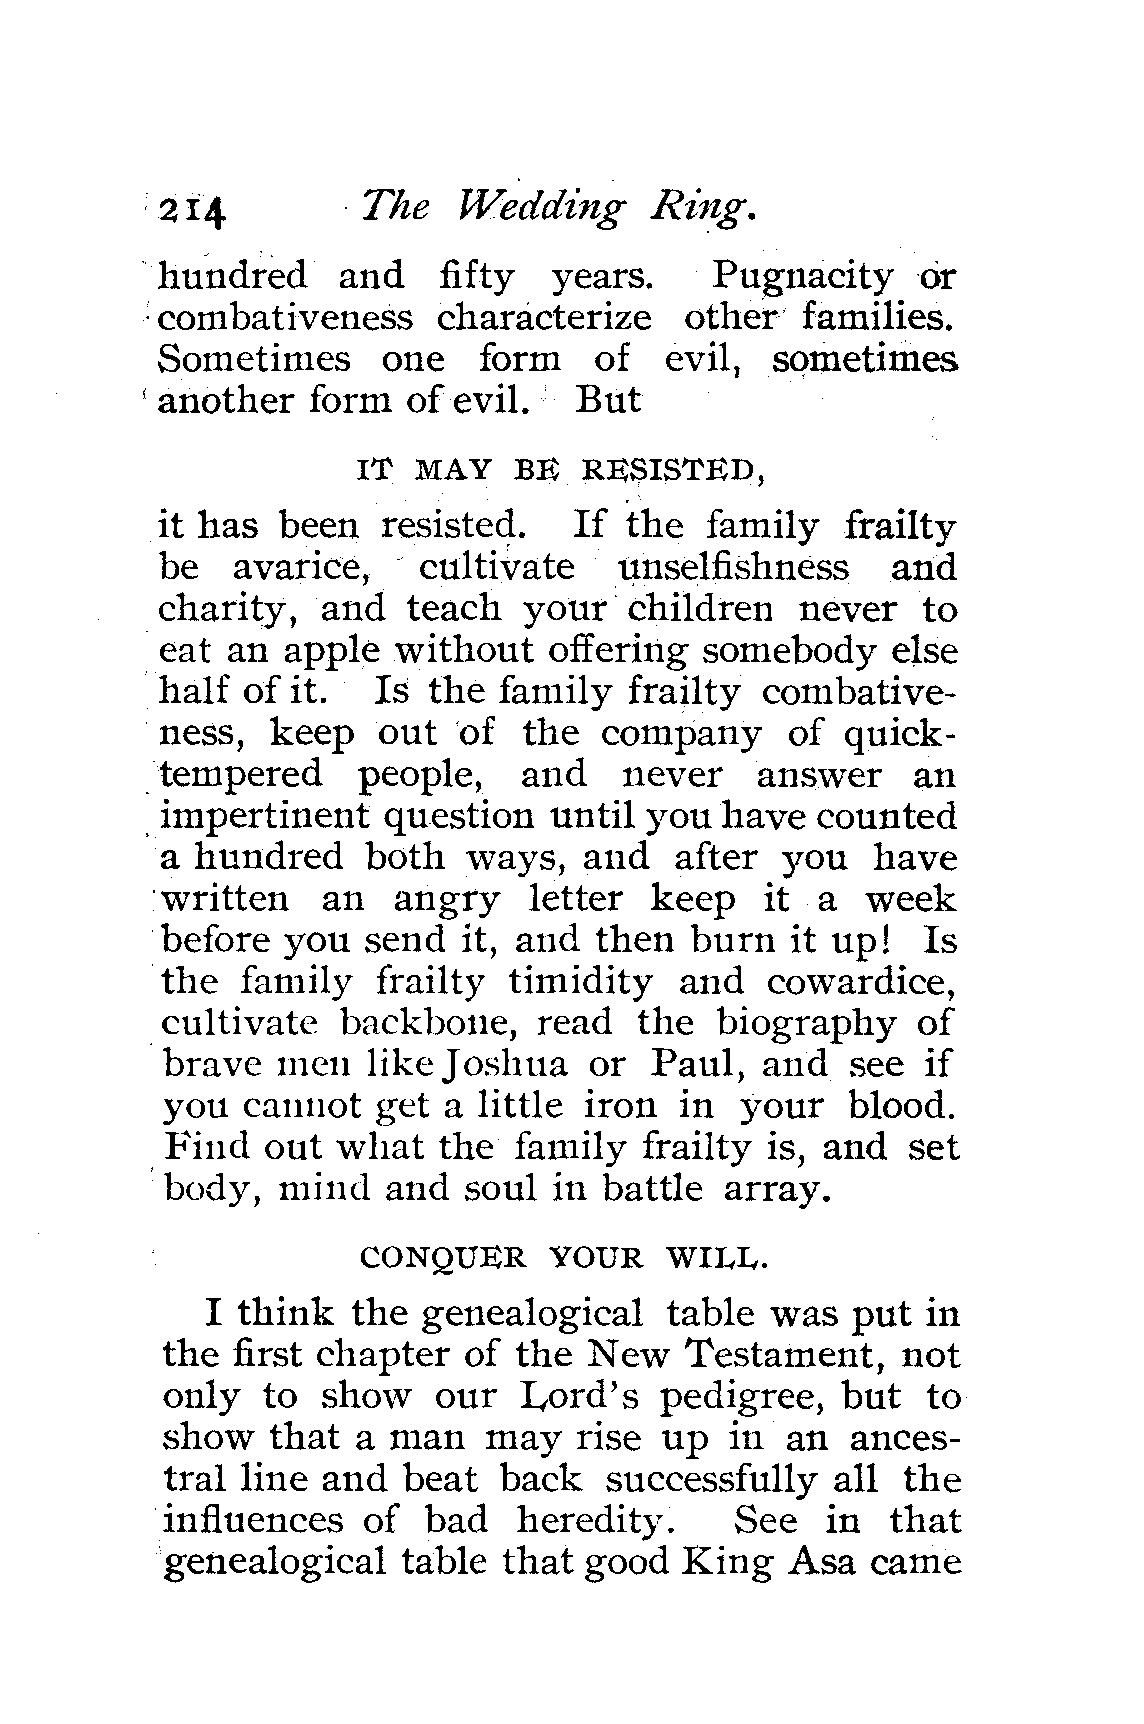 214 The Wedding Ring.
hundred and fifty years. Pugnacity or
combativeness characterize other families.
Sometimes one form of evil, sometimes
another form of evil. But
IT MAY BE RESISTED,
it has been resisted. If the family frailty
be avarice, cultivate unselfishness and
charity, and teach your children never to
eat an apple without offering somebody else
half of it. Is the family frailty combative-
ness, keep out of the company of quick-
tempered people, and never answer an
impertinent question until you have counted
a hundred both ways, and after you have
written an angry letter keep it a week
before you send it, and then burn it up! Is
the family frailty timidity and cowardice,
cultivate backbone, read the biography of
brave men like Joshua or Paul, and see if
you cannot get a little iron in your blood.
Find out what the family frailty is, and set
body, mind and soul in battle array.
CONQUER YOUR WILL.
I think the genealogical table was put in
the first chapter of the New Testament, not
only to show our Lord's pedigree, but to
show that a man may rise up in an ances-
tral line and beat back successfully all the
influences of bad heredity. See in that
genealogical table that good King Asa came